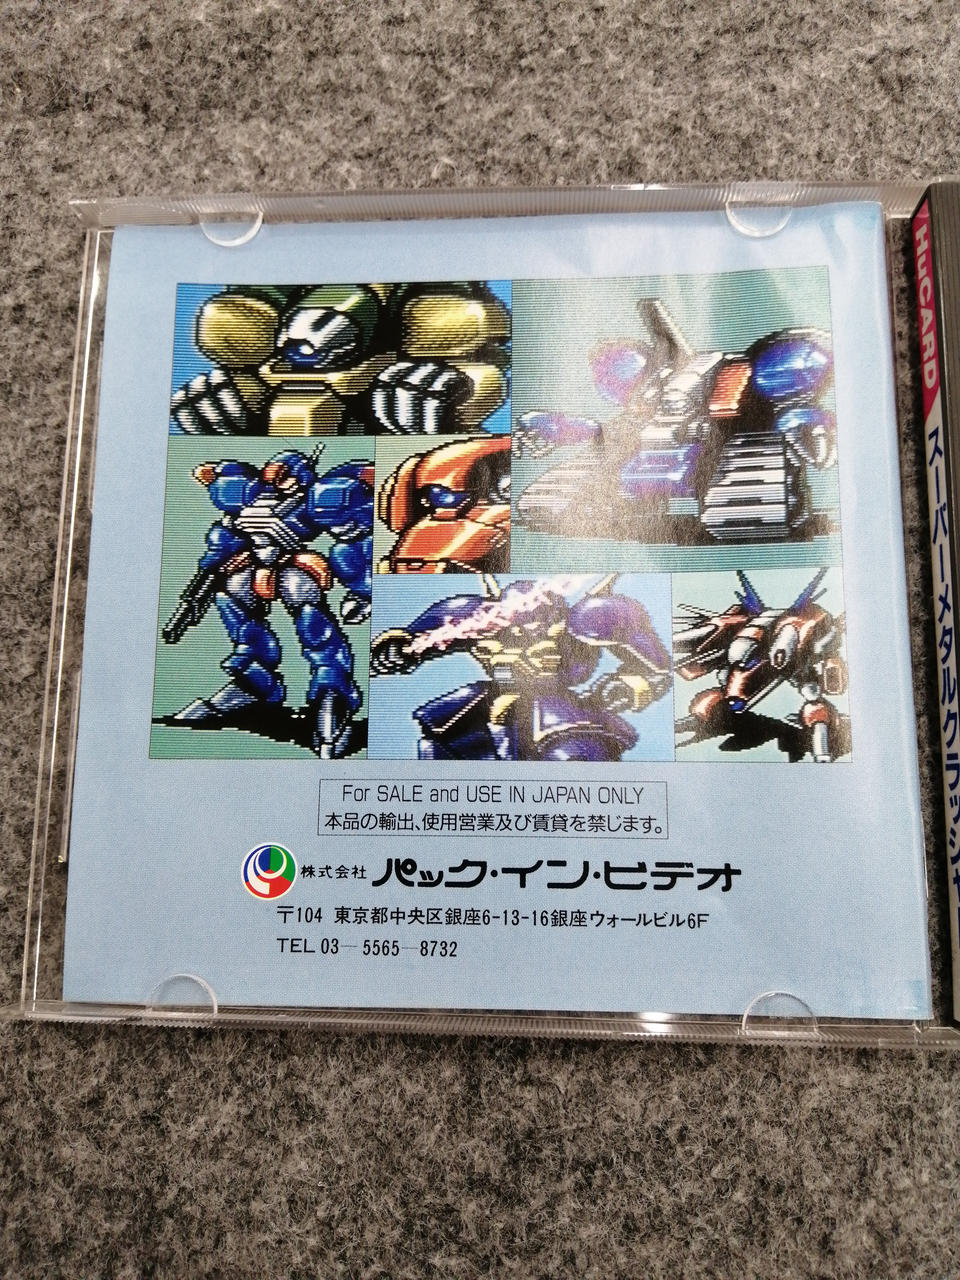 For SALE and USE IN JAPAN ONLY
本品の輸出、使用営業及び賃貸を禁じます。
株式会社 パック・イン・ビデオ
〒104 東京都中央区銀座6-13-16銀座ウォールビル6F
TEL 03-5565-8732
HuCARD スーパーメタルクラッシャー